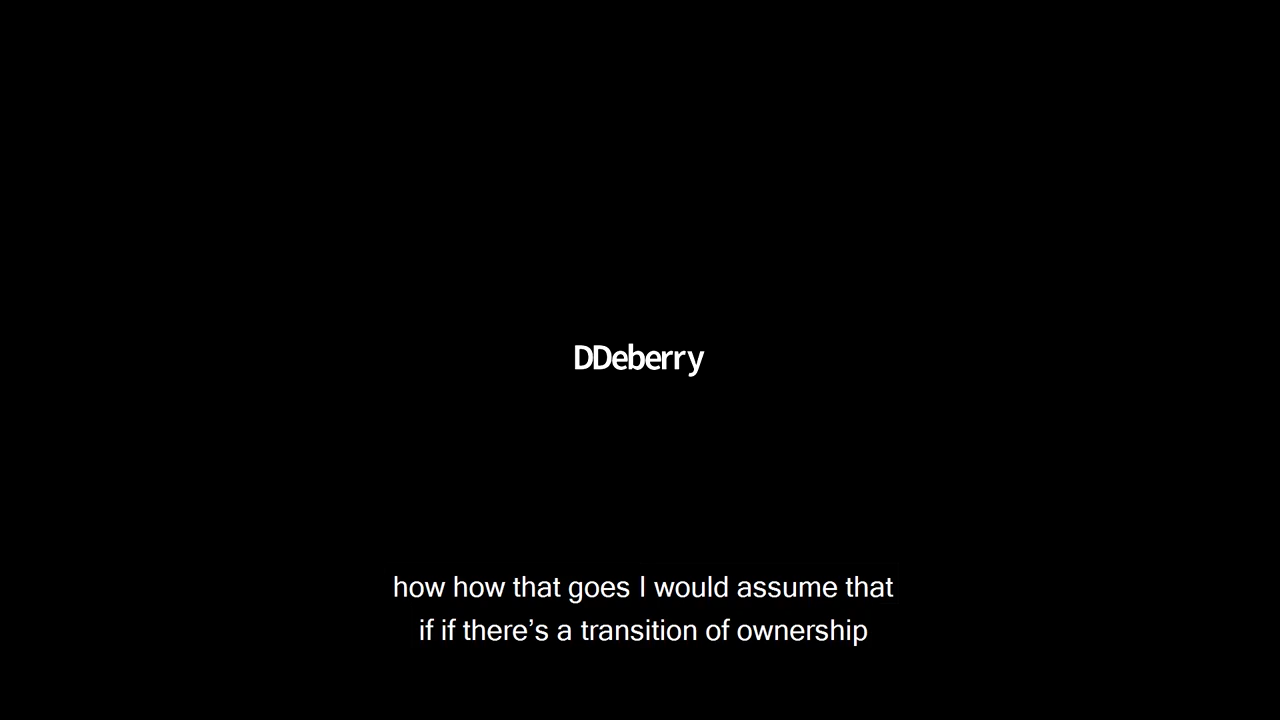 DDeberry
how how that goes I would assume that
if if there's a transition of ownership